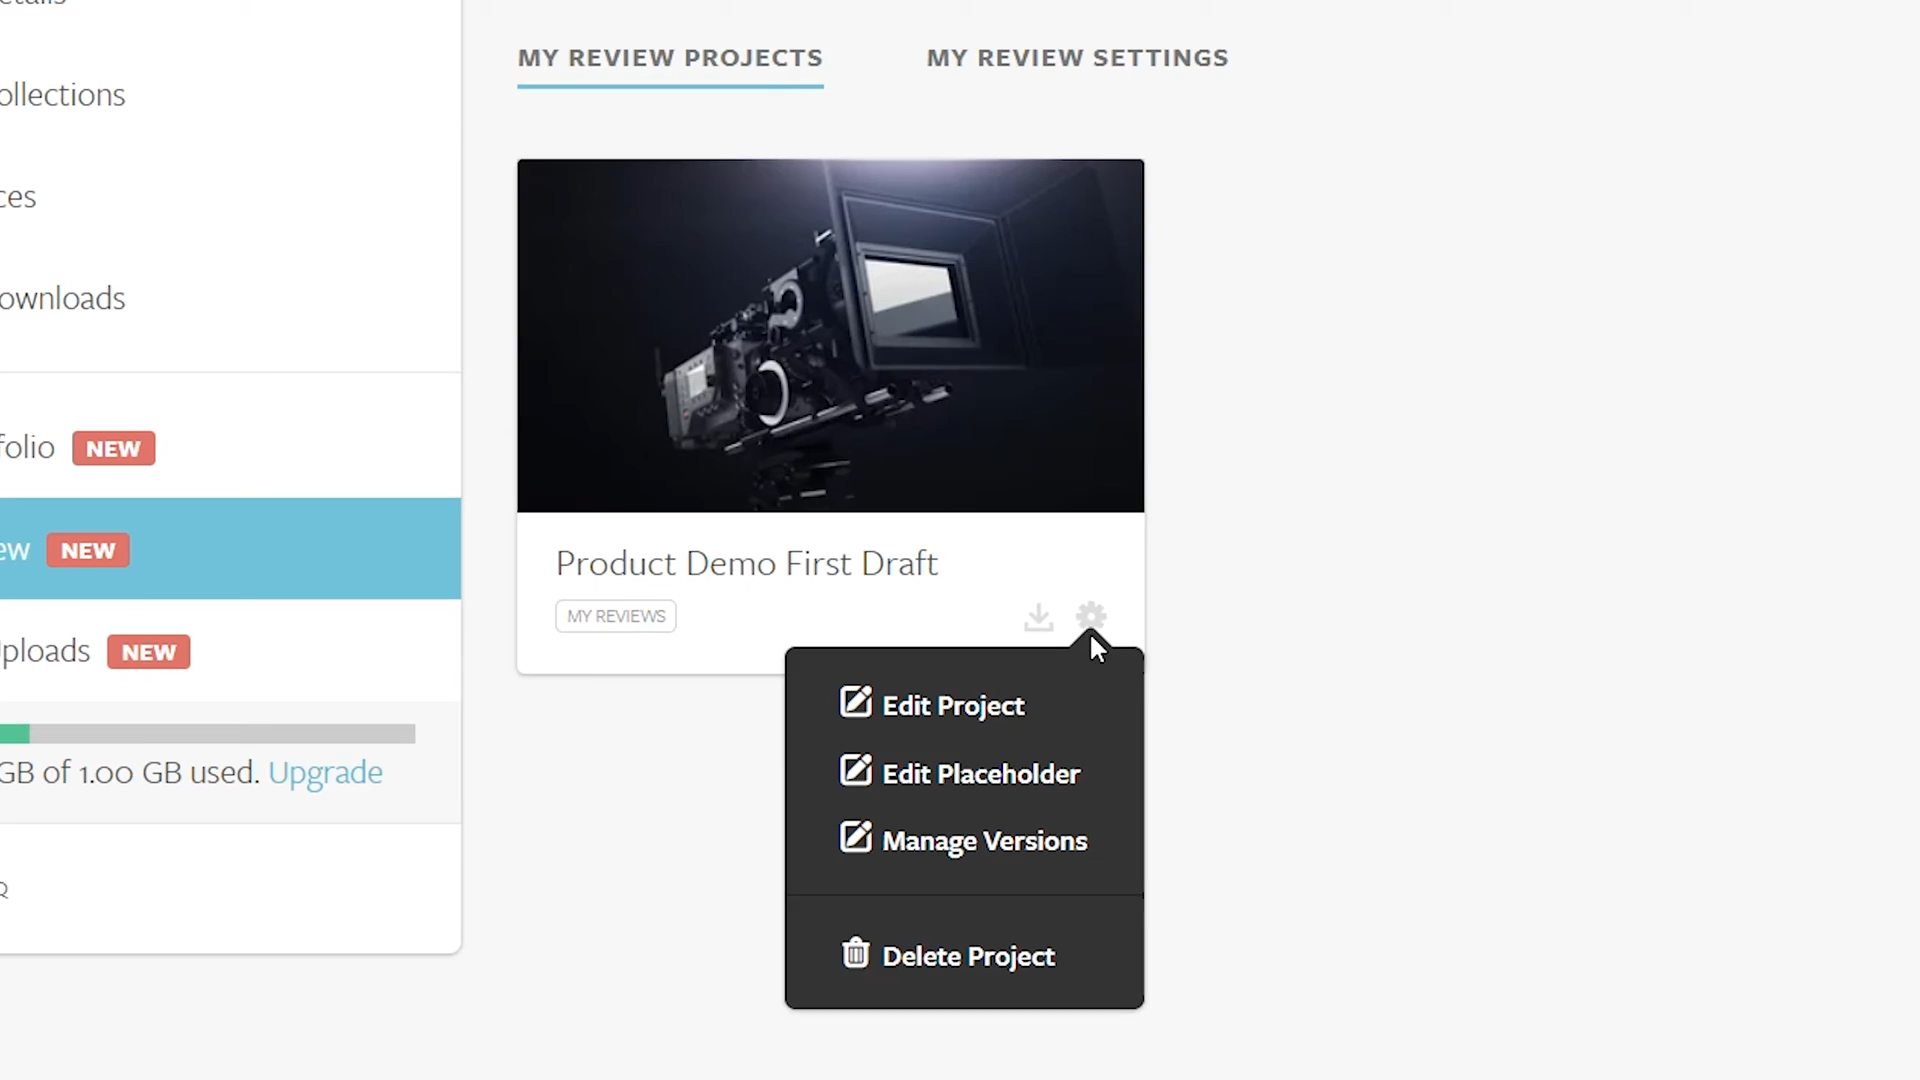 MY REVIEW PROJECTS
MY REVIEW SETTINGS
ollections
ces
ownloads
folio NEW
ew NEW
ploads NEW
GB of 1.00 GB used. Upgrade
Product Demo First Draft
MY REVIEWS
Edit Project
Edit Placeholder
Manage Versions
Delete Project